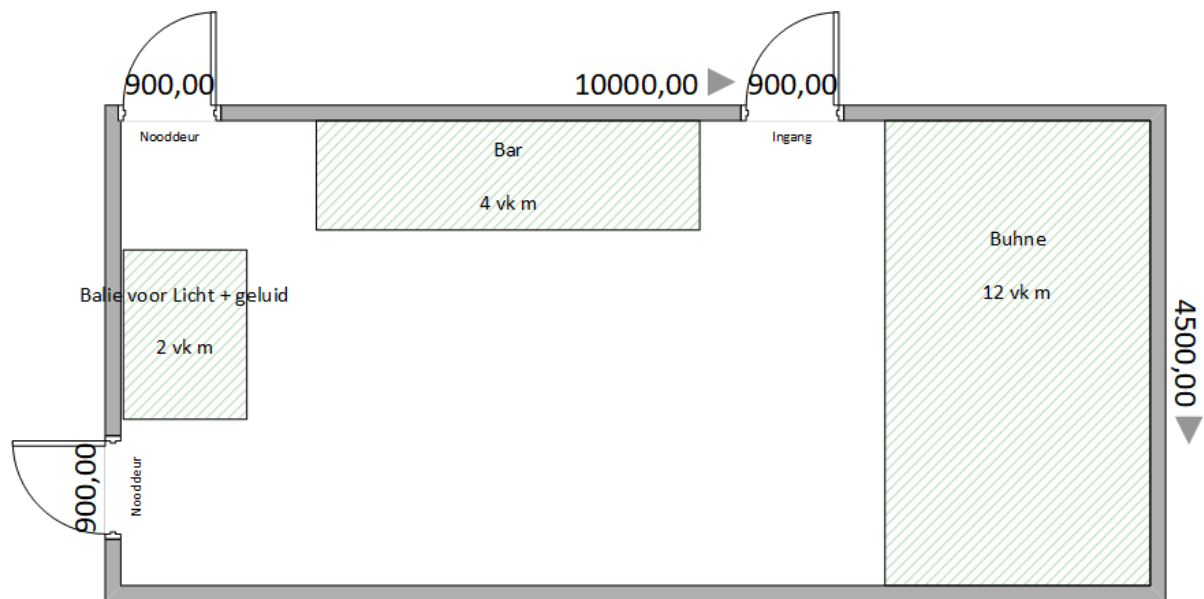 900,00
10000,00
900,00
Nooddeur
Ingang
Bar
4 vk m
Buhne
12 vk m
Balie voor Licht + geluid
2 vk m
4500,00
900,00
Nooddeur